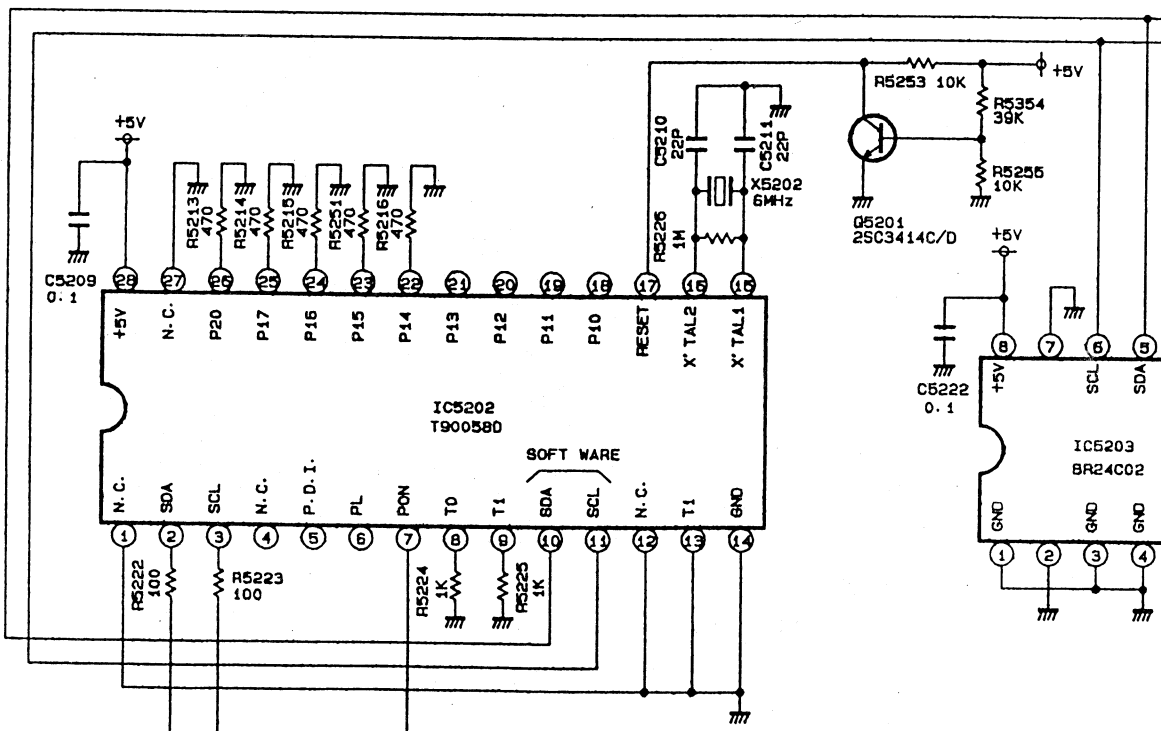 +5V
R5253 10K
+5V
R5354
39K
C5210
22P
C5211
22P
R5255
10K
X5202
6MHz
R5213
470
R5214
470
R5215
470
R5251
470
R5216
470
R5226
1M
Q5201
2SC3414C/D
+5V
C5209
0.1
28 27 26 25 24 23 22 21 20 19 18 17 16 15
+5V N.C. P20 P17 P16 P15 P14 P13 P12 P11 P10 RESET X'TAL2 X'TAL1
8 7 6 5
+5V SCL SDA
C5222
0.1
IC5202
T90058D
IC5203
BR24C02
SOFT WARE
N.C. SDA SCL N.C. P.D.I. PL PON T0 T1 SDA SCL N.C. T1 GND
GND GND GND
1 2 3 4 5 6 7 8 9 10 11 12 13 14
1 2 3 4
R5222
100
R5223
100
R5224
1K
R5225
1K